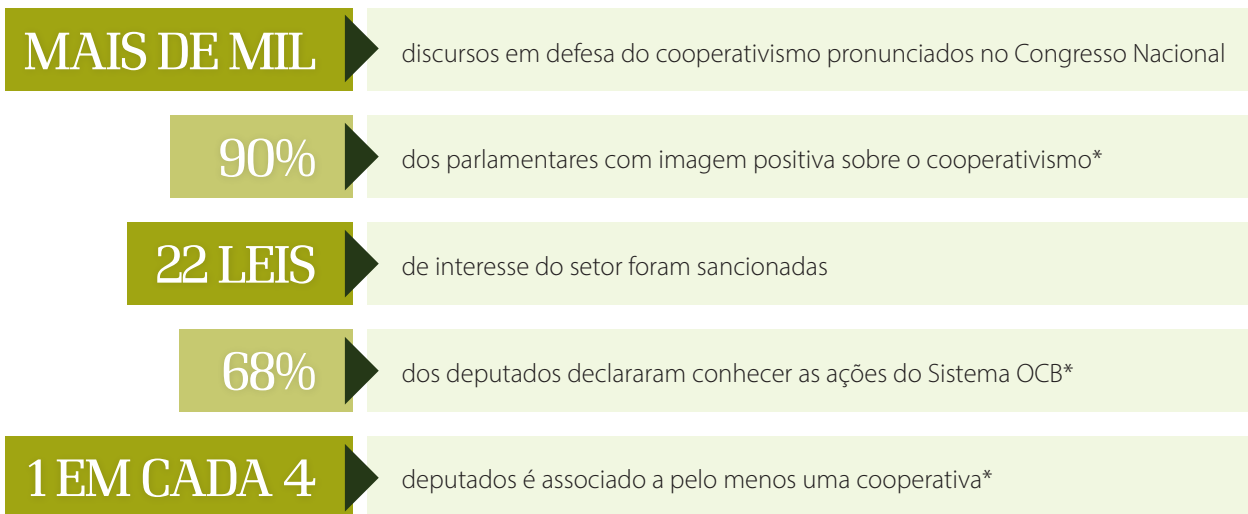 MAIS DE MIL discursos em defesa do cooperativismo pronunciados no Congresso Nacional
90% dos parlamentares com imagem positiva sobre o cooperativismo*
22 LEIS de interesse do setor foram sancionadas
68% dos deputados declararam conhecer as ações do Sistema OCB*
1 EM CADA 4 deputados é associado a pelo menos uma cooperativa*